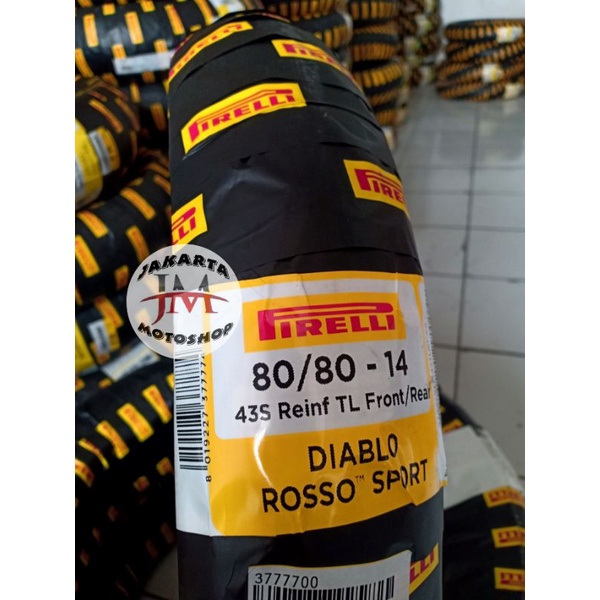 PIRELLI
PIRELLI
PIRELLI
JAKARTA
JM
MOTOSHOP
PIRELLI
80/80 - 14
43S Reinf TL Front/Rear
DIABLO
ROSSO™ SPORT
3777700
PIRELLI